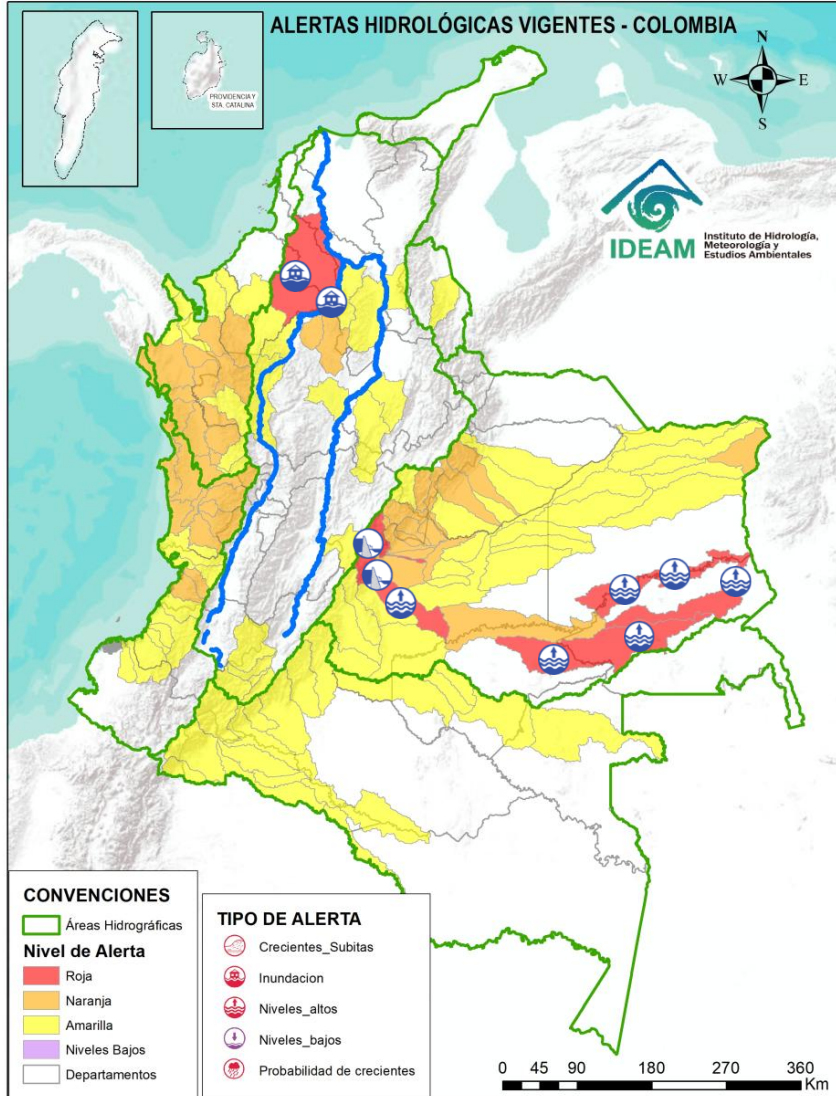 ALERTAS HIDROLÓGICAS VIGENTES - COLOMBIA
PROVIDENCIA Y
STA. CATALINA
N
W
E
S
IDEAM
Instituto de Hidrología,
Meteorología y
Estudios Ambientales
CONVENCIONES
Áreas Hidrográficas
Nivel de Alerta
Roja
Naranja
Amarilla
Niveles Bajos
Departamentos
TIPO DE ALERTA
Crecientes_Subitas
Inundacion
Niveles_altos
Niveles_bajos
Probabilidad de crecientes
0 45 90 180 270 360
Km